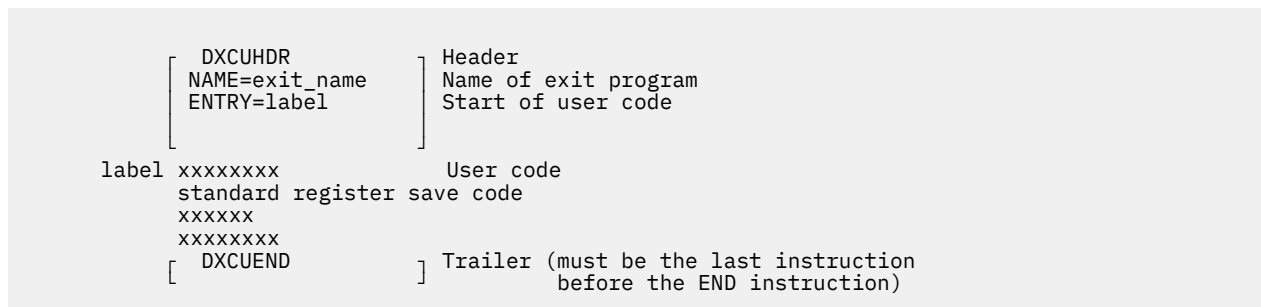 DXCUHDR Header
NAME=exit_name Name of exit program
ENTRY=label Start of user code
label xxxxxxxx User code
standard register save code
xxxxxx
xxxxxxxx
DXCUEND Trailer (must be the last instruction
before the END instruction)